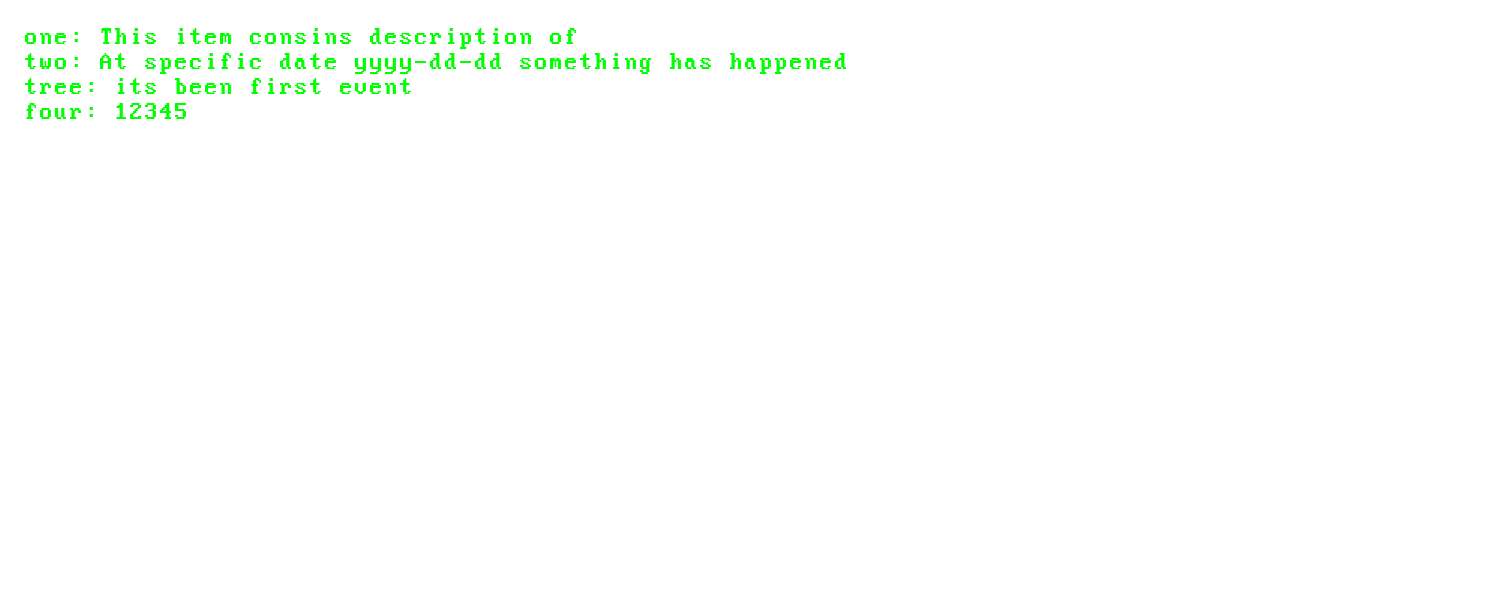 one: This item consins description of
two: At specific date yyyy-dd-dd something has happened
tree: its been first event
four: 12345